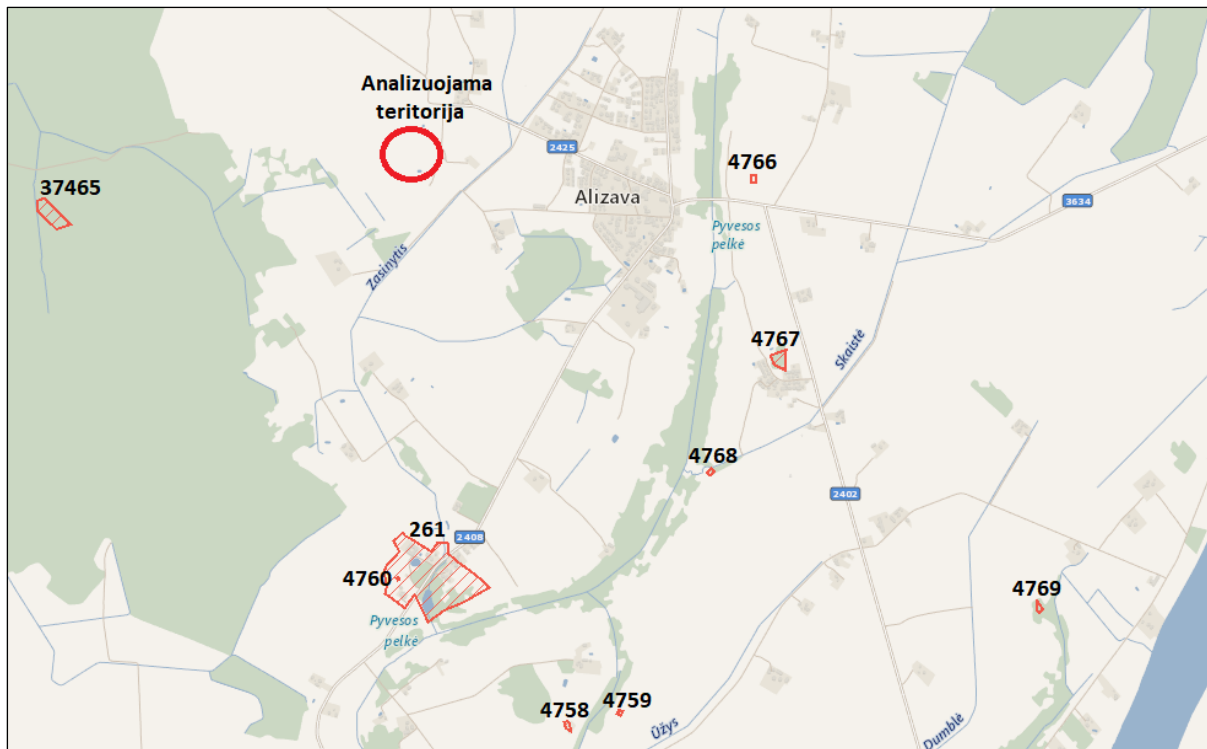 Analizuojama
teritorija
2425
4766
37465
Alizava
3634
Pyvesos
pelkė
Zasinytis
4767
Skaistė
4768
2402
261
2408
4760
4769
Pyvesos
pelkė
4758
4759
Ūžys
Dumblė